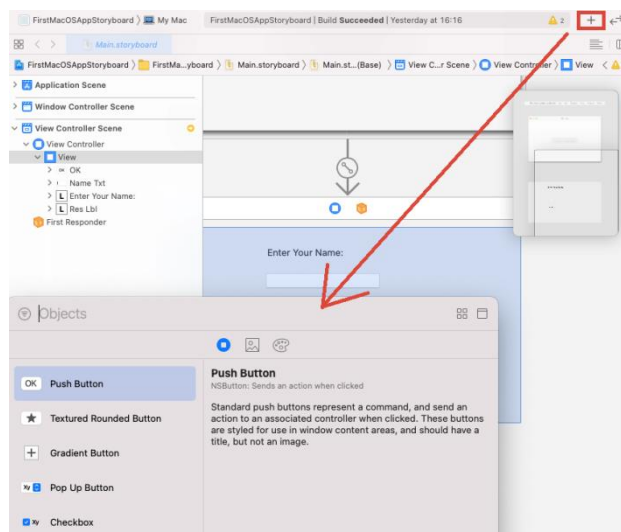 FirstMacOSAppStoryboard 〉 My Mac
FirstMacOSAppStoryboard | Build Succeeded | Yesterday at 16:16
2
Main.storyboard
FirstMacOSAppStoryboard 〉 FirstMa...yboard 〉 Main.storyboard 〉 Main.st...(Base) 〉 View C...r Scene 〉 View Controller 〉 View
Application Scene
Window Controller Scene
View Controller Scene
View Controller
View
OK
Name Txt
L Enter Your Name:
L Res Lbl
First Responder
Enter Your Name:
Objects
OK Push Button
Textured Rounded Button
Gradient Button
Xy Pop Up Button
Xy Checkbox
Push Button
NSButton: Sends an action when clicked
Standard push buttons represent a command, and send an
action to an associated controller when clicked. These buttons
are styled for use in window content areas, and should have a
title, but not an image.